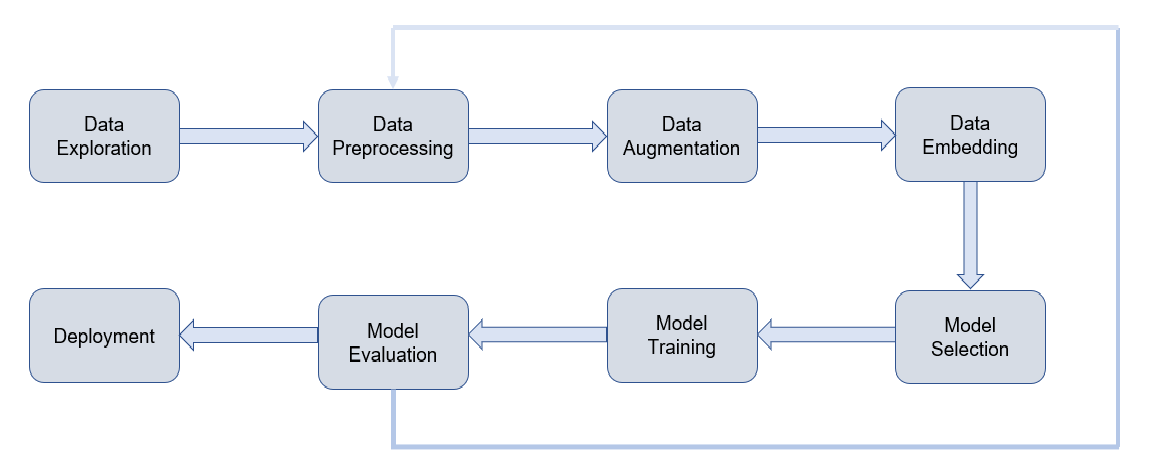 Data
Exploration
Data
Preprocessing
Data
Augmentation
Data
Embedding
Deployment
Model
Evaluation
Model
Training
Model
Selection